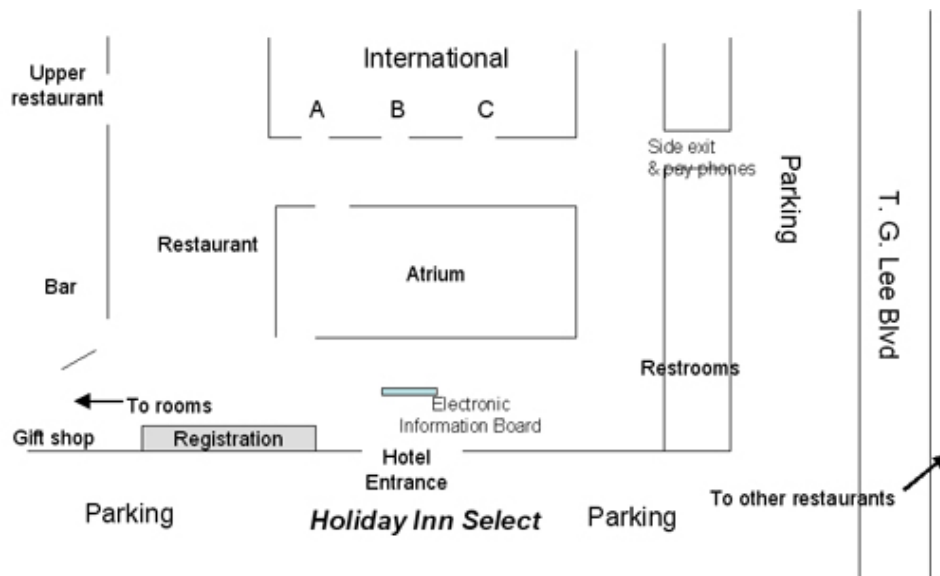 International
Upper
restaurant
A B C
Side exit
& pay phones
Parking
T. G. Lee Blvd
Restaurant
Atrium
Bar
Restrooms
To rooms
Electronic
Information Board
Gift shop
Registration
Hotel
Entrance
To other restaurants
Parking
Holiday Inn Select
Parking